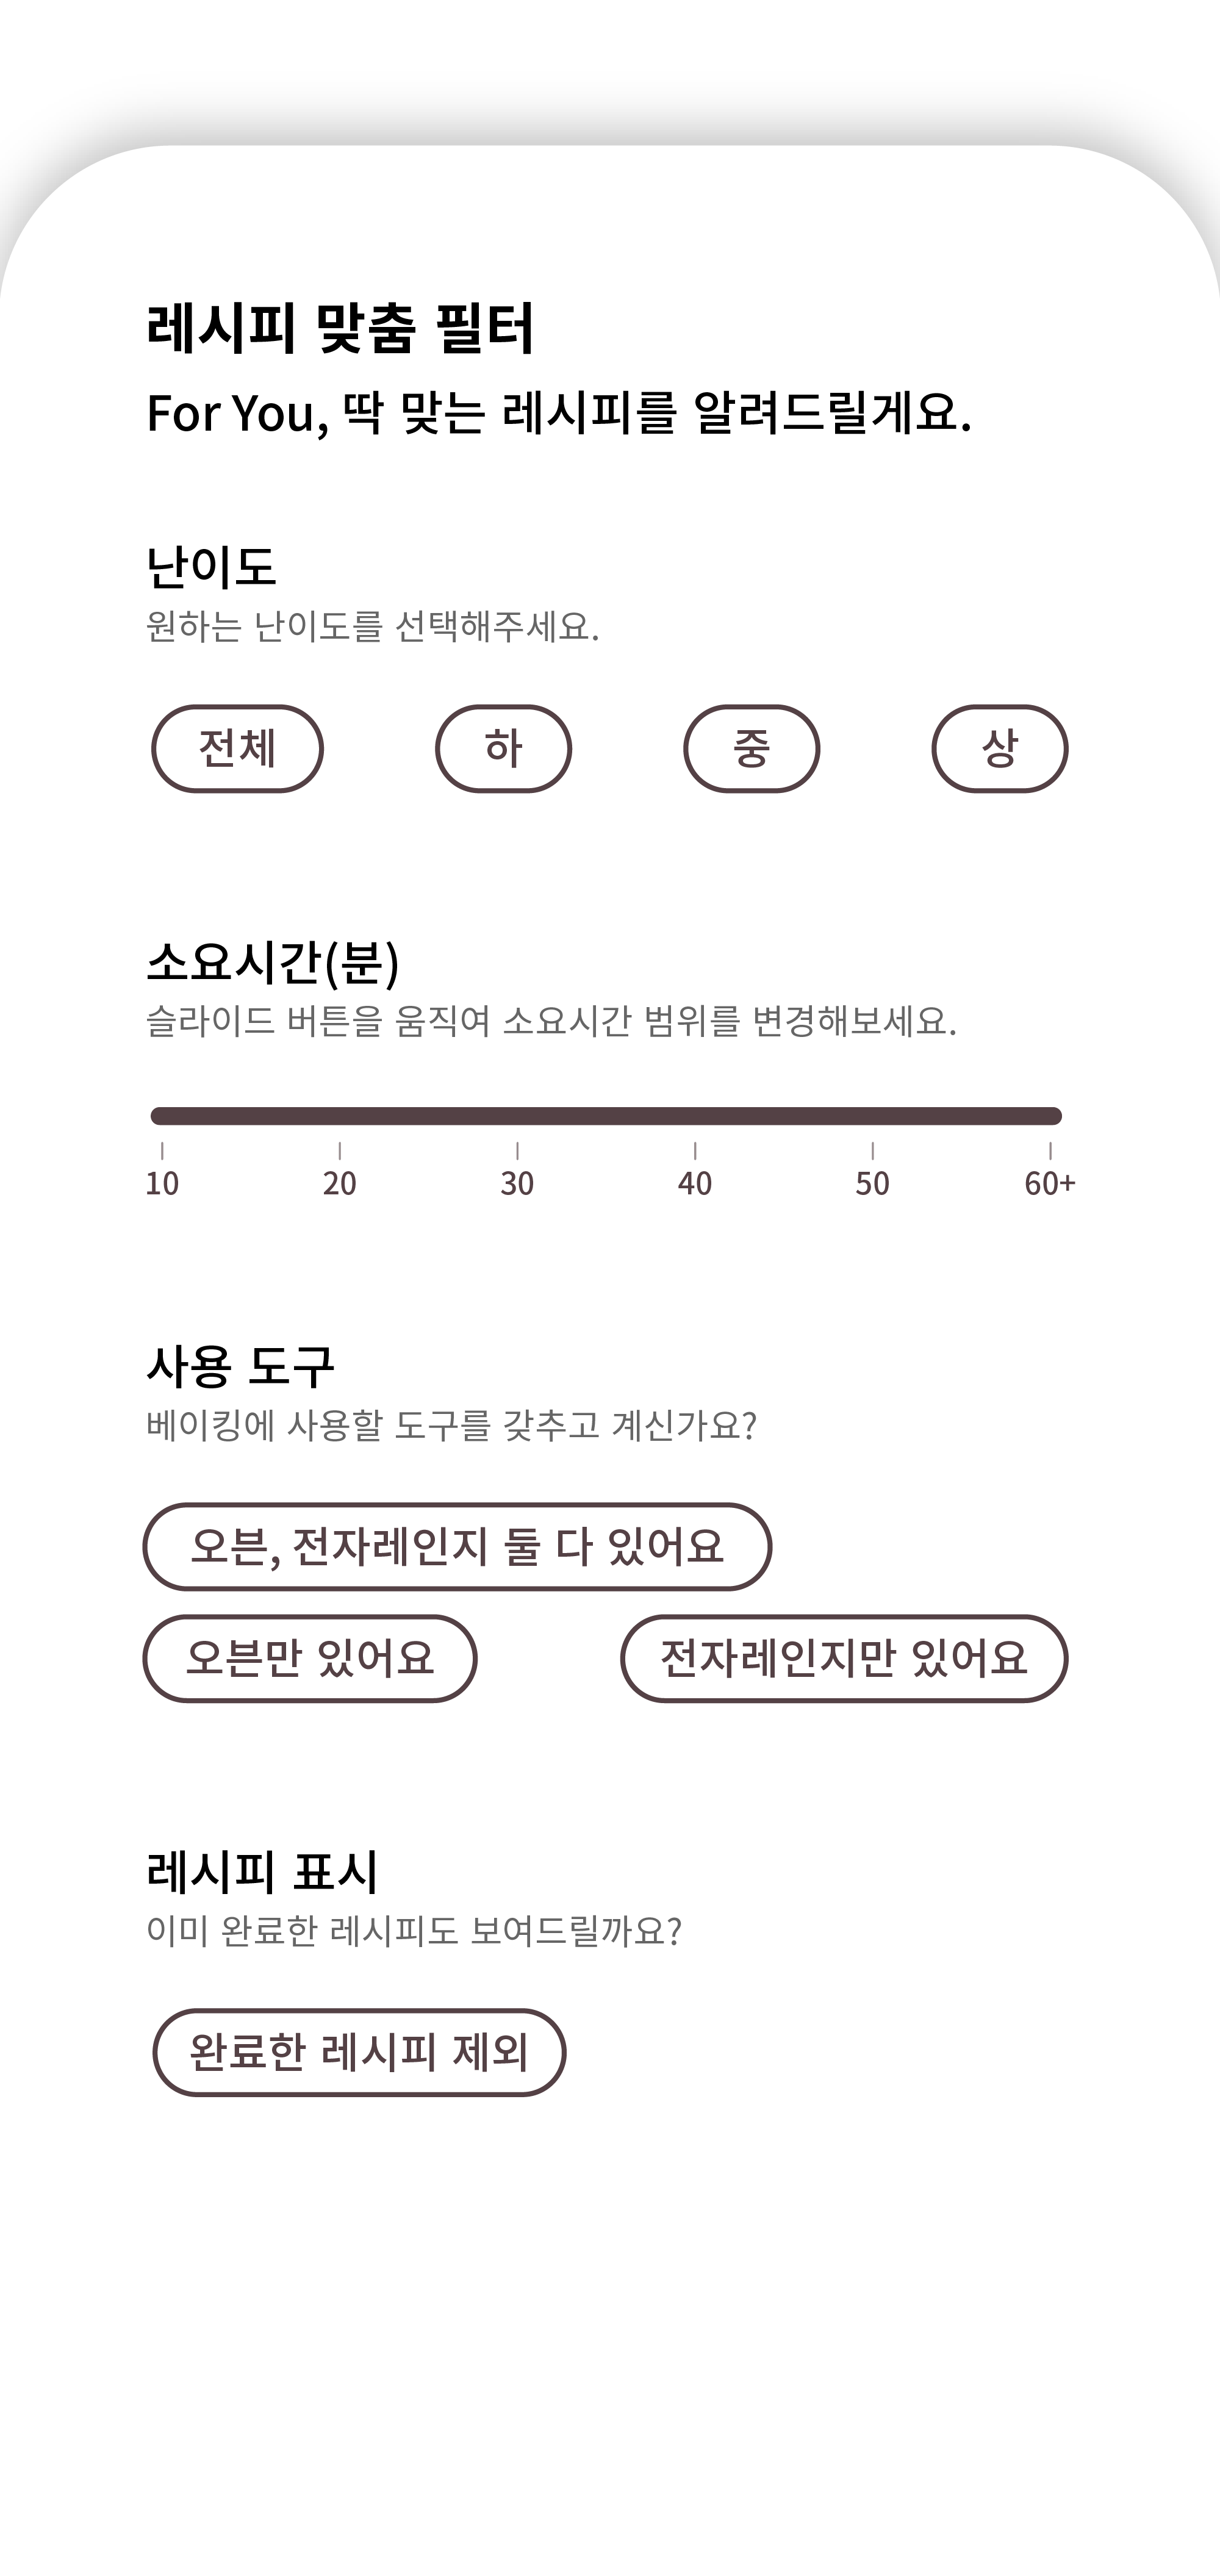 레시피 맞춤 필터
For You, 딱 맞는 레시피를 알려드릴게요.
난이도
원하는 난이도를 선택해주세요.
전체 하 중 상
소요시간(분)
슬라이드 버튼을 움직여 소요시간 범위를 변경해보세요.
10 20 30 40 50 60+
사용 도구
베이킹에 사용할 도구를 갖추고 계신가요?
오븐, 전자레인지 둘 다 있어요
오븐만 있어요 전자레인지만 있어요
레시피 표시
이미 완료한 레시피도 보여드릴까요?
완료한 레시피 제외